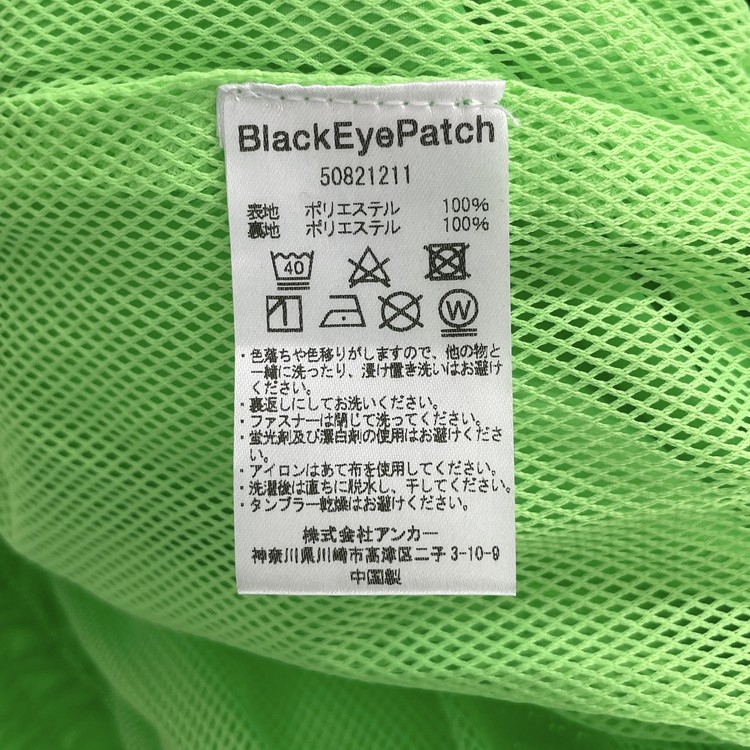 BlackEyePatch
50821211
表地 ポリエステル 100%
裏地 ポリエステル 100%
40
W
・色落ちや色移りがしますので、他の物と
一緒に洗ったり、浸け置き洗いはお避け
ください。
・裏返しにしてお洗いください。
・ファスナーは閉じて洗ってください。
・蛍光剤及び漂白剤の使用はお避けくださ
い。
・アイロンはあて布を使用してください。
・洗濯後は直ちに脱水し、干してください。
・タンブラー乾燥はお避けください。
株式会社アンカー
神奈川県川崎市高津区二子 3-10-9
中国製